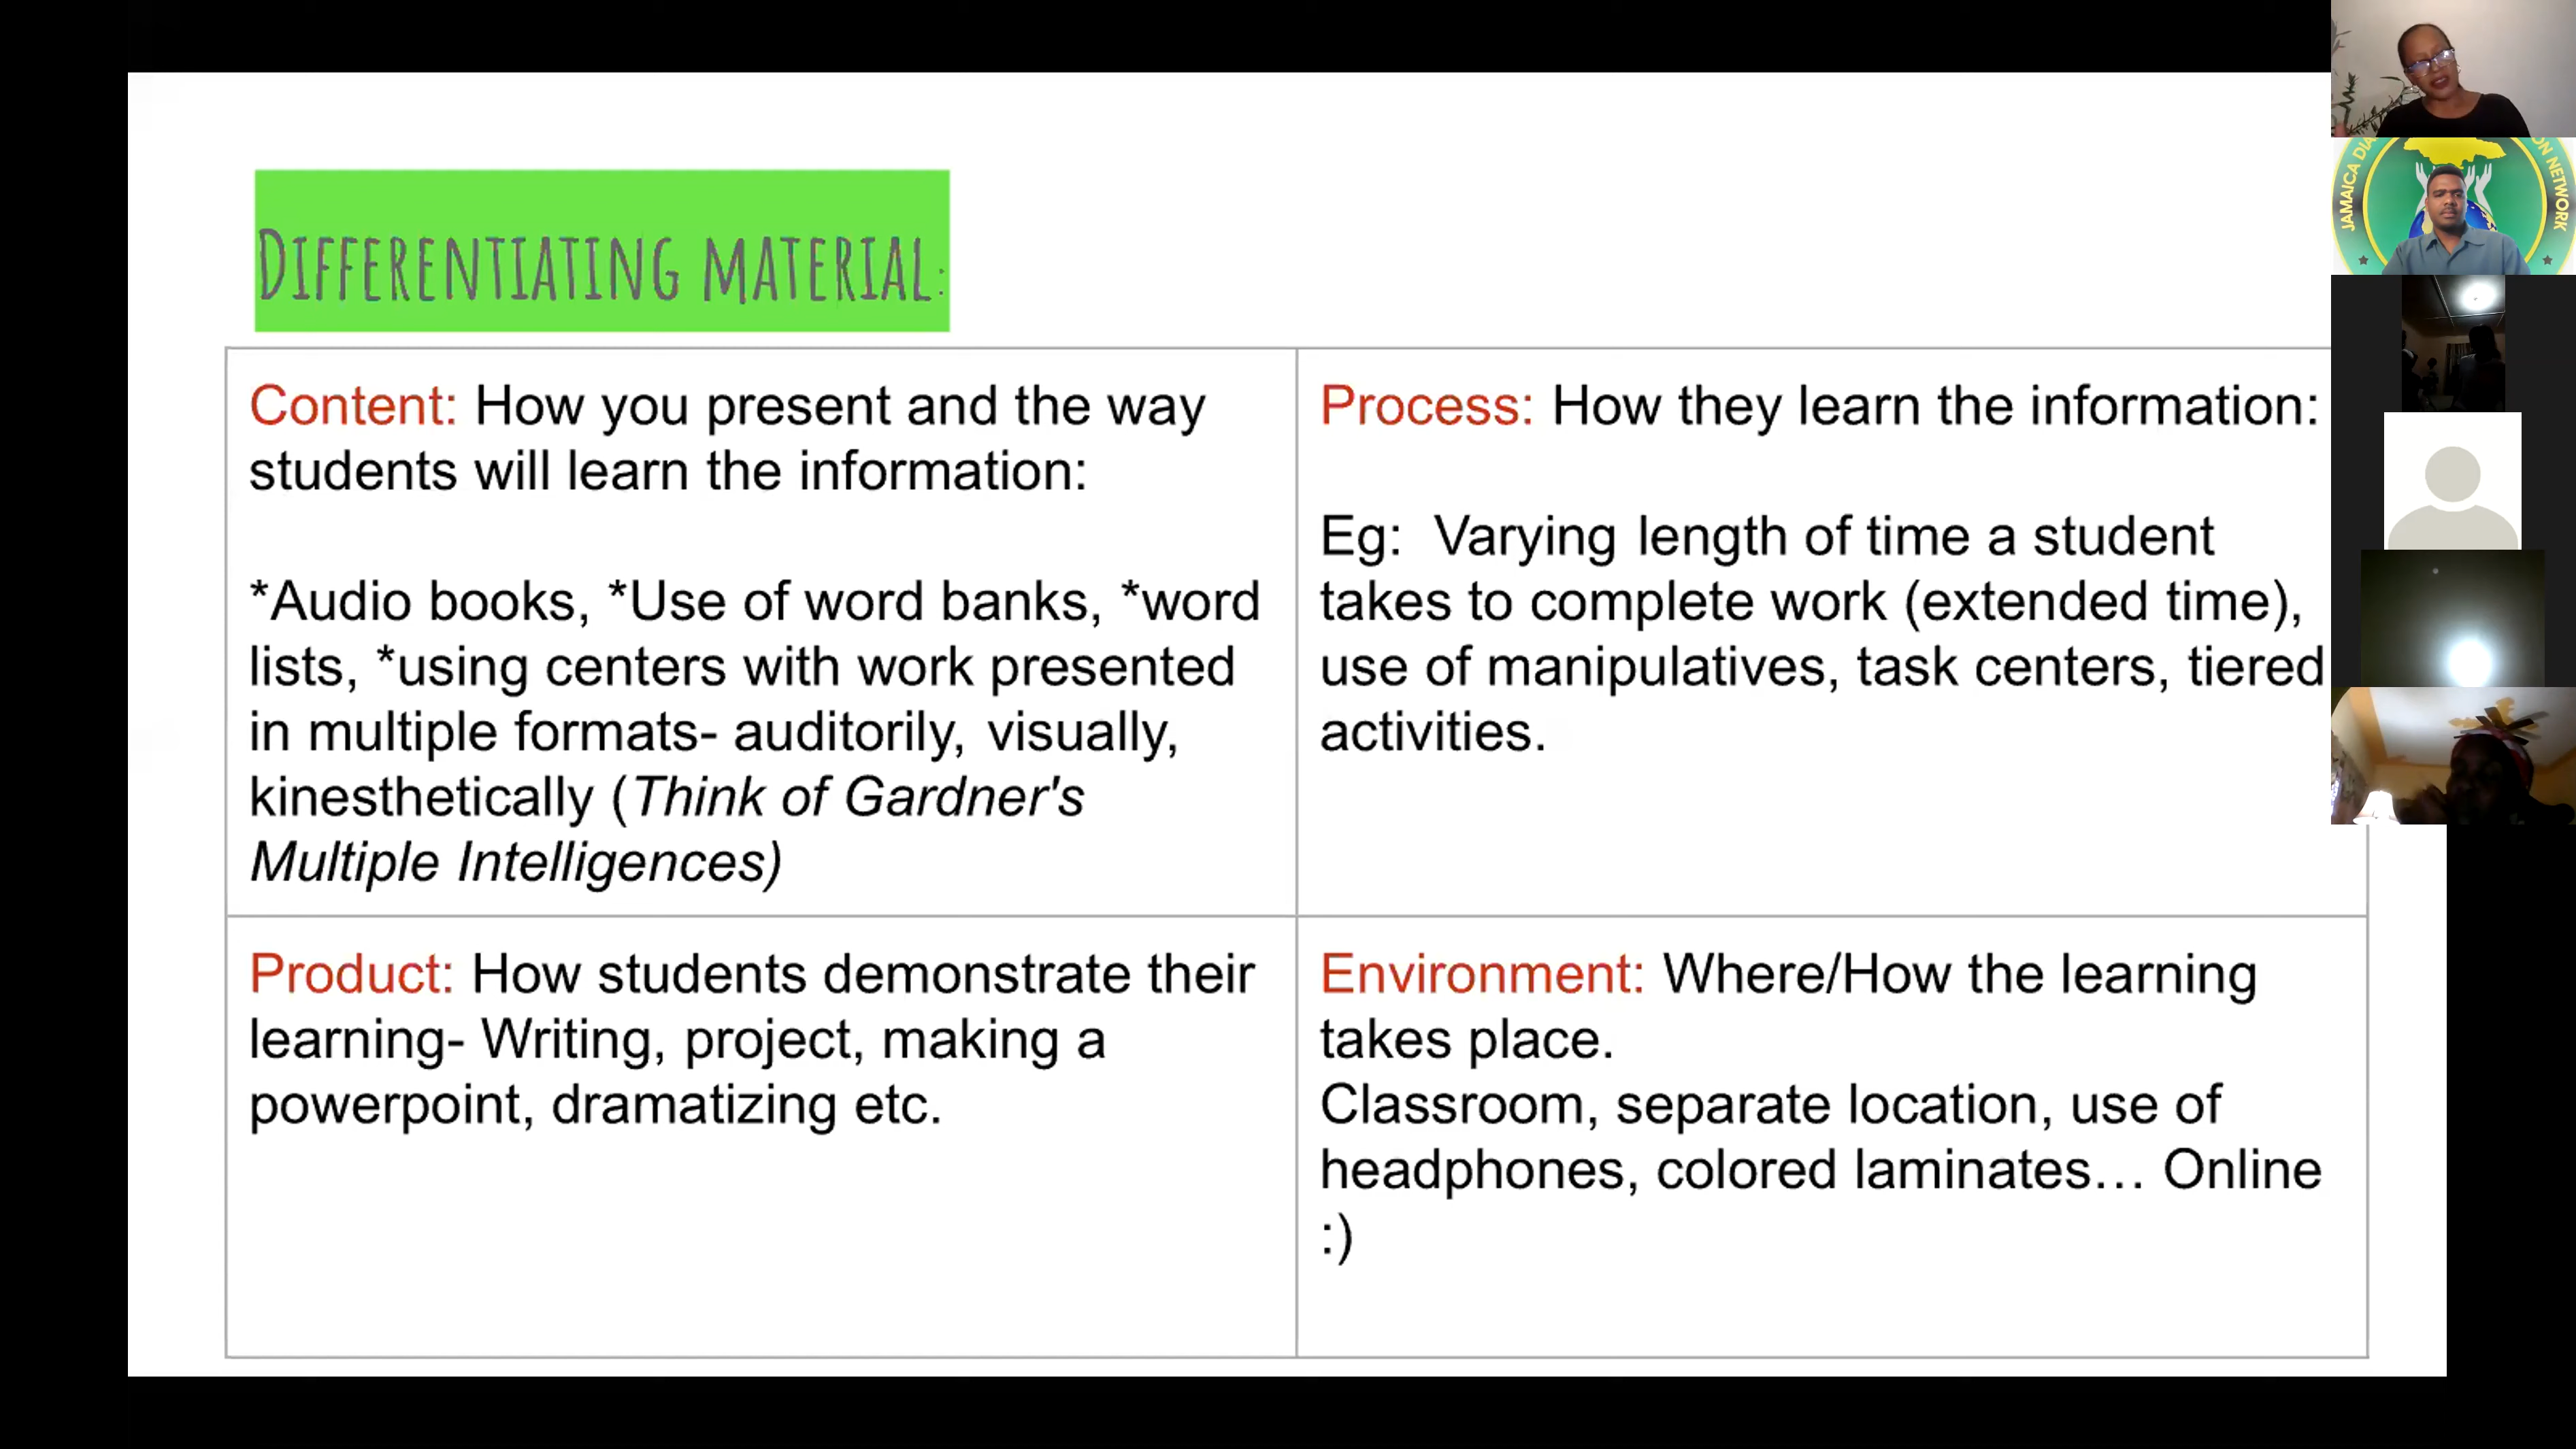 DIFFERENTIATING MATERIAL:
Content: How you present and the way
students will learn the information:
*Audio books, *Use of word banks, *word
lists, *using centers with work presented
in multiple formats- auditorily, visually,
kinesthetically (Think of Gardner's
Multiple Intelligences)
Process: How they learn the information:
Eg: Varying length of time a student
takes to complete work (extended time),
use of manipulatives, task centers, tiered
activities.
Product: How students demonstrate their
learning- Writing, project, making a
powerpoint, dramatizing etc.
Environment: Where/How the learning
takes place.
Classroom, separate location, use of
headphones, colored laminates… Online
:)
JAMAICA DIA
ON NETWORK